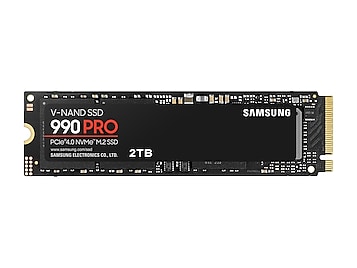 V-NAND SSD
990 PRO
PCIe® 4.0 NVMe™ M.2 SSD
SAMSUNG ELECTRONICS CO., LTD.
www.samsung.com/ssd
2TB
SAMSUNG